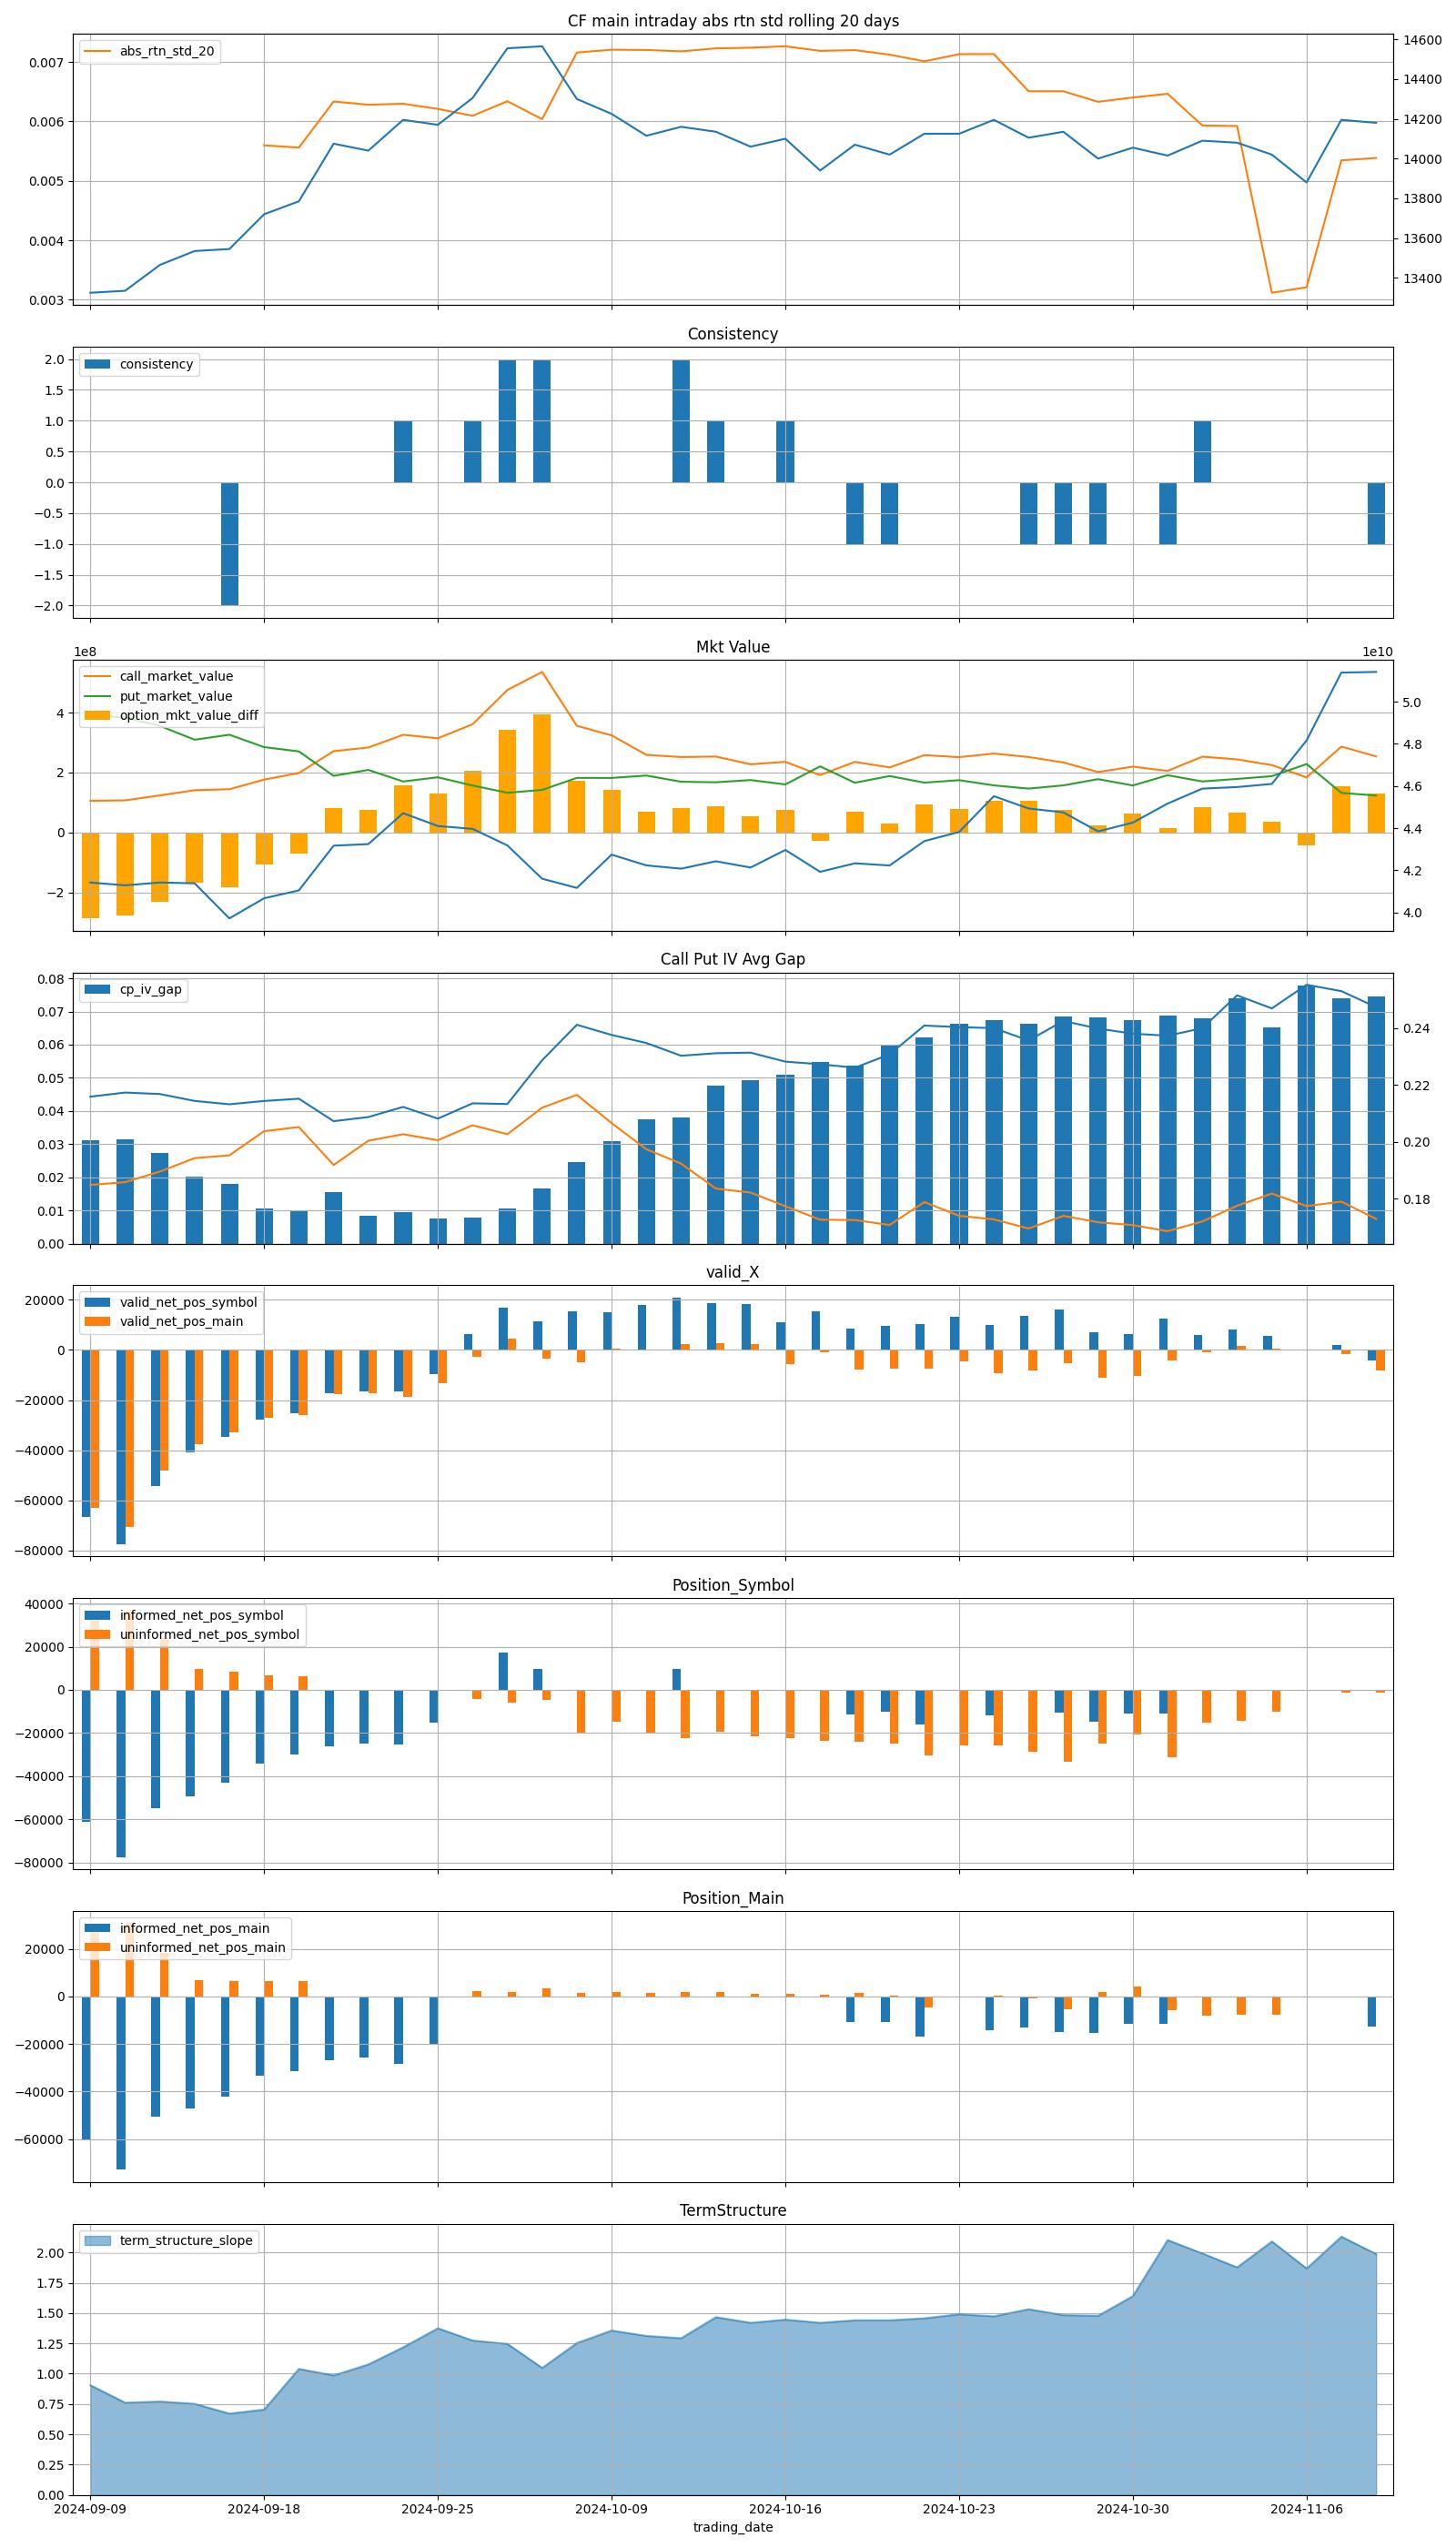 CF main intraday abs rtn std rolling 20 days
abs_rtn_std_20
0.007
0.006
0.005
0.004
0.003
14600
14400
14200
14000
13800
13600
13400
Consistency
consistency
2.0
1.5
1.0
0.5
0.0
−0.5
−1.0
−1.5
−2.0
Mkt Value
1e8
1e10
call_market_value
put_market_value
option_mkt_value_diff
4
2
0
−2
5.0
4.8
4.6
4.4
4.2
4.0
Call Put IV Avg Gap
cp_iv_gap
0.08
0.07
0.06
0.05
0.04
0.03
0.02
0.01
0.00
0.24
0.22
0.20
0.18
valid_X
valid_net_pos_symbol
valid_net_pos_main
20000
0
−20000
−40000
−60000
−80000
Position_Symbol
informed_net_pos_symbol
uninformed_net_pos_symbol
40000
20000
0
−20000
−40000
−60000
−80000
Position_Main
informed_net_pos_main
uninformed_net_pos_main
20000
0
−20000
−40000
−60000
TermStructure
term_structure_slope
2.00
1.75
1.50
1.25
1.00
0.75
0.50
0.25
0.00
2024-09-09 2024-09-18 2024-09-25 2024-10-09 2024-10-16 2024-10-23 2024-10-30 2024-11-06
trading_date